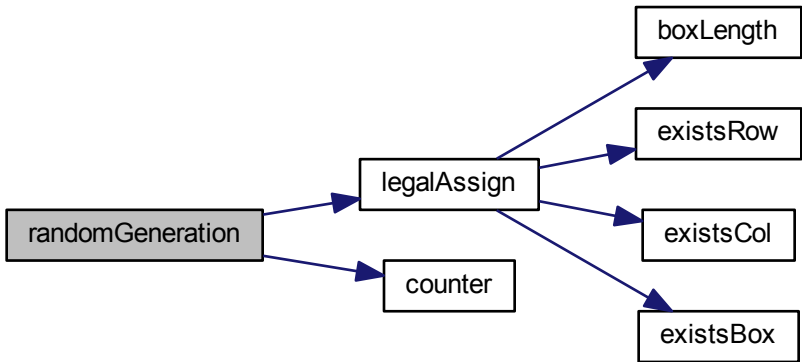 boxLength
existsRow
legalAssign
existsCol
randomGeneration
counter
existsBox